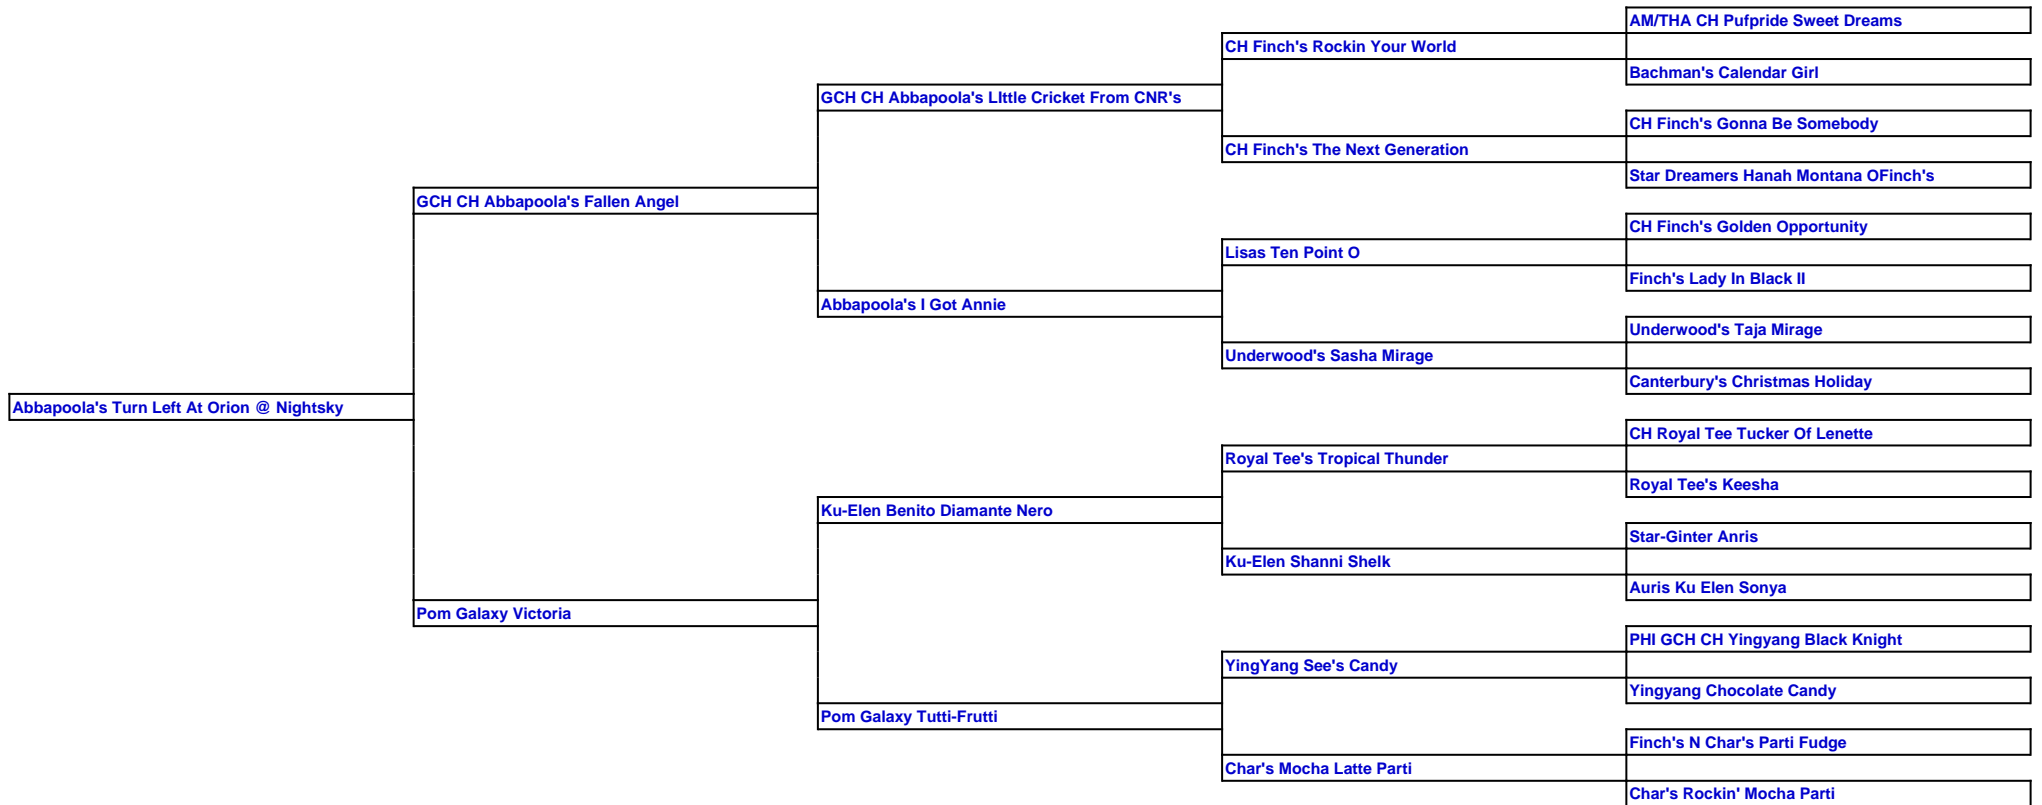 AM/THA CH Pufpride Sweet Dreams
CH Finch's Rockin Your World
Bachman's Calendar Girl
GCH CH Abbapoola's LIttle Cricket From CNR's
CH Finch's Gonna Be Somebody
CH Finch's The Next Generation
Star Dreamers Hanah Montana OFinch's
GCH CH Abbapoola's Fallen Angel
CH Finch's Golden Opportunity
Lisas Ten Point O
Finch's Lady In Black II
Abbapoola's I Got Annie
Underwood's Taja Mirage
Underwood's Sasha Mirage
Canterbury's Christmas Holiday
Abbapoola's Turn Left At Orion @ Nightsky
CH Royal Tee Tucker Of Lenette
Royal Tee's Tropical Thunder
Royal Tee's Keesha
Ku-Elen Benito Diamante Nero
Star-Ginter Anris
Ku-Elen Shanni Shelk
Auris Ku Elen Sonya
Pom Galaxy Victoria
PHI GCH CH Yingyang Black Knight
YingYang See's Candy
Yingyang Chocolate Candy
Pom Galaxy Tutti-Frutti
Finch's N Char's Parti Fudge
Char's Mocha Latte Parti
Char's Rockin' Mocha Parti